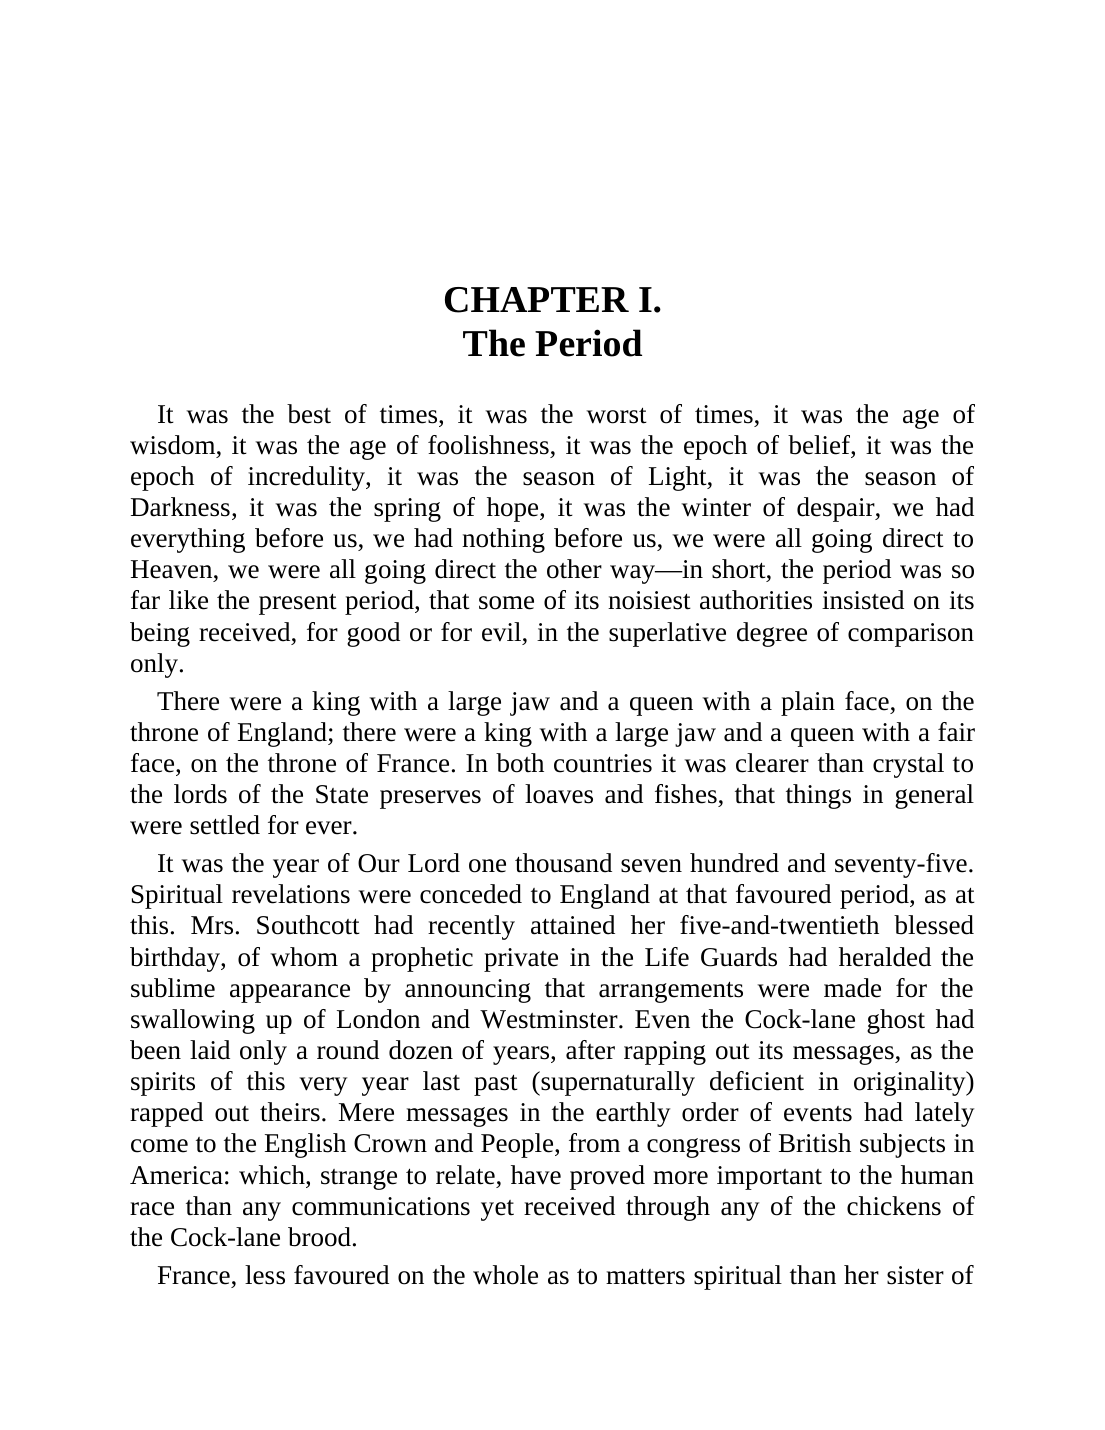 CHAPTER I.
The Period
It was the best of times, it was the worst of times, it was the age of
wisdom, it was the age of foolishness, it was the epoch of belief, it was the
epoch of incredulity, it was the season of Light, it was the season of
Darkness, it was the spring of hope, it was the winter of despair, we had
everything before us, we had nothing before us, we were all going direct to
Heaven, we were all going direct the other way—in short, the period was so
far like the present period, that some of its noisiest authorities insisted on its
being received, for good or for evil, in the superlative degree of comparison
only.
There were a king with a large jaw and a queen with a plain face, on the
throne of England; there were a king with a large jaw and a queen with a fair
face, on the throne of France. In both countries it was clearer than crystal to
the lords of the State preserves of loaves and fishes, that things in general
were settled for ever.
It was the year of Our Lord one thousand seven hundred and seventy-five.
Spiritual revelations were conceded to England at that favoured period, as at
this. Mrs. Southcott had recently attained her five-and-twentieth blessed
birthday, of whom a prophetic private in the Life Guards had heralded the
sublime appearance by announcing that arrangements were made for the
swallowing up of London and Westminster. Even the Cock-lane ghost had
been laid only a round dozen of years, after rapping out its messages, as the
spirits of this very year last past (supernaturally deficient in originality)
rapped out theirs. Mere messages in the earthly order of events had lately
come to the English Crown and People, from a congress of British subjects in
America: which, strange to relate, have proved more important to the human
race than any communications yet received through any of the chickens of
the Cock-lane brood.
France, less favoured on the whole as to matters spiritual than her sister of